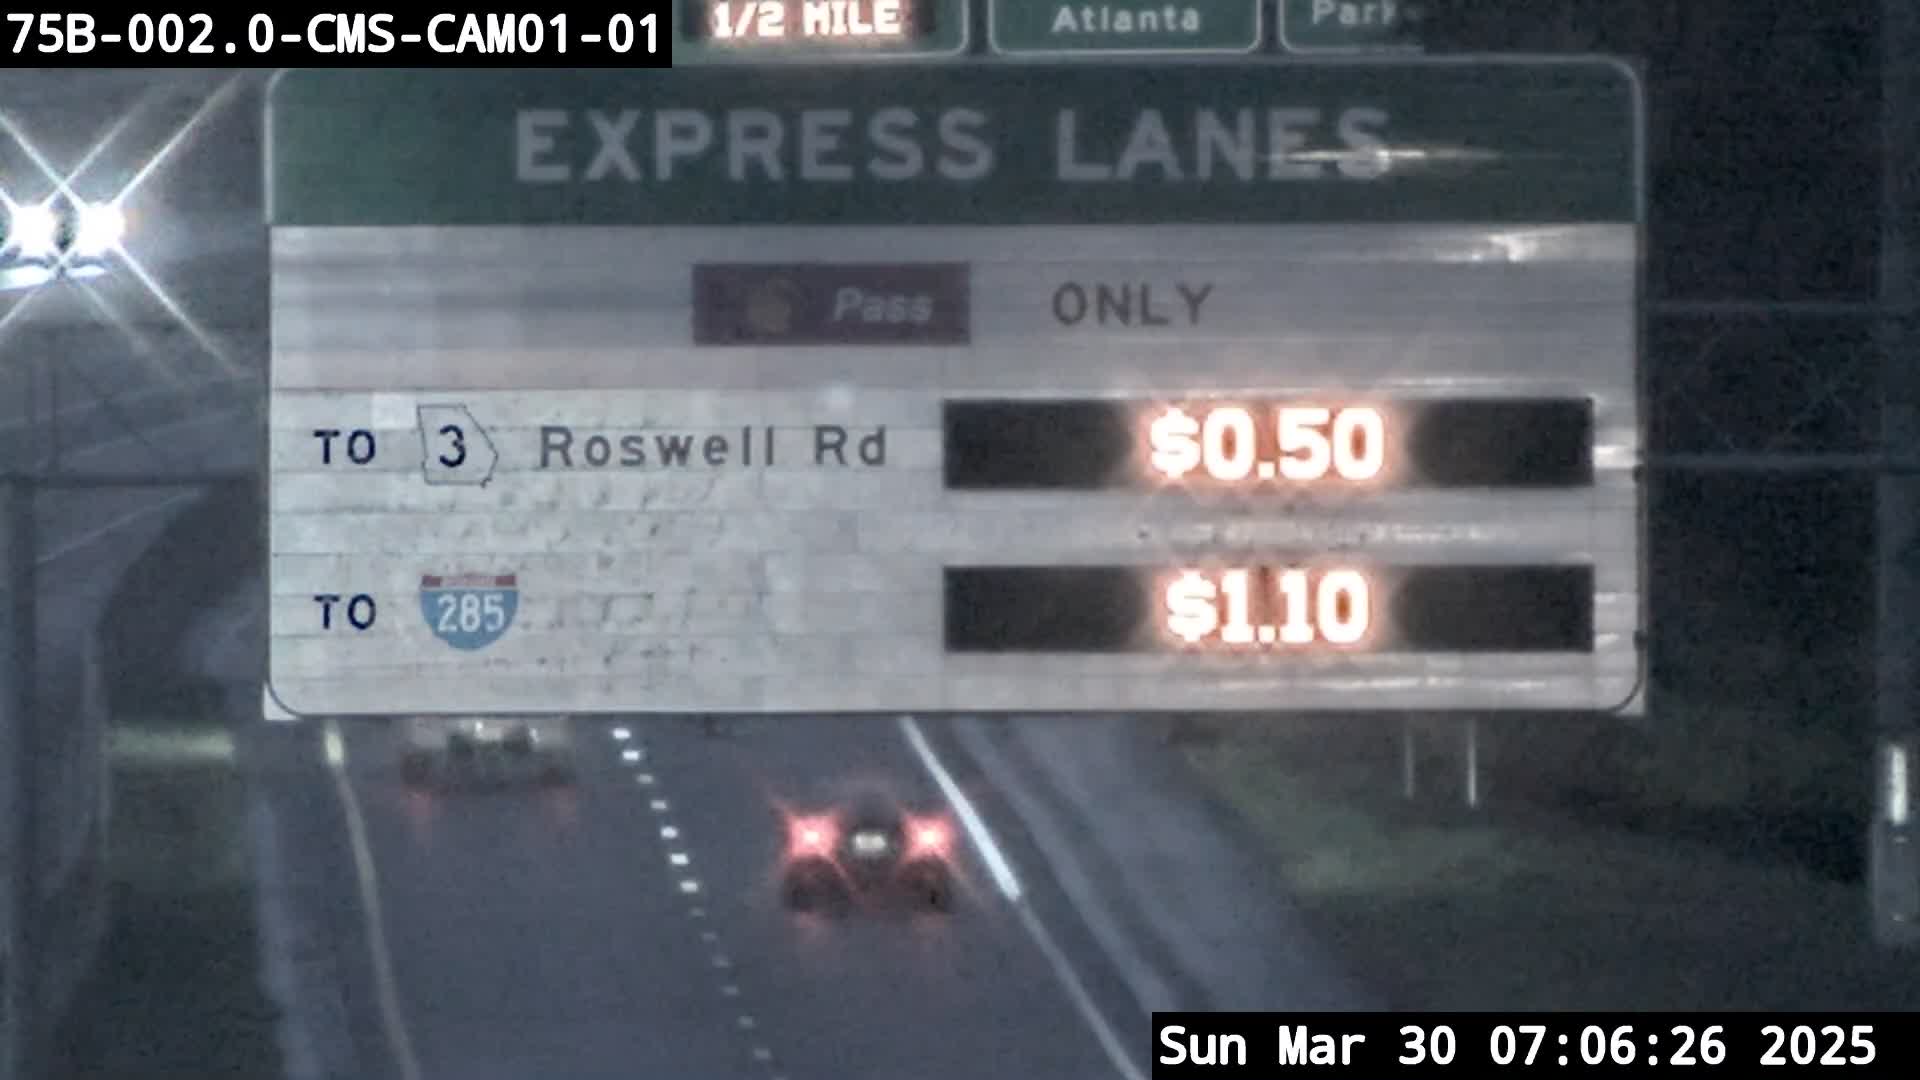 75B-002.0-CMS-CAM01-01
1/2 MILE
Atlanta
EXPRESS LANES
Pass ONLY
TO 3 Roswell Rd $0.50
TO 285 $1.10
Sun Mar 30 07:06:26 2025